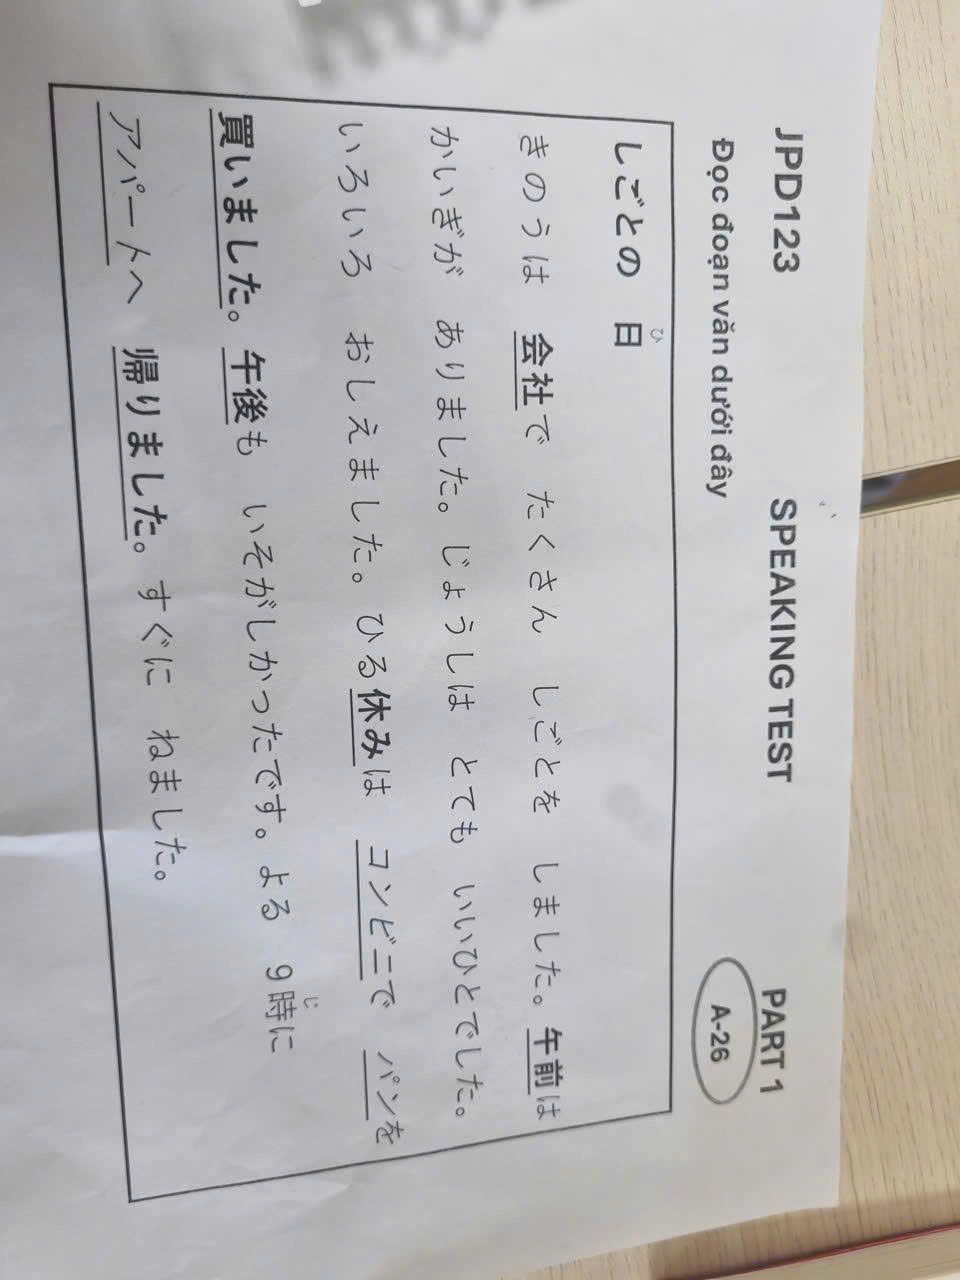 JPD123 SPEAKING TEST PART 1
Đọc đoạn văn dưới đây A-26
しごとの 日
ひ
きのうは 会社で たくさん しごとを しました。午前は
かいぎが ありました。じょうしは とても いいひとでした。
いろいろ おしえました。ひる休みは コンビニで パンを
買いました。午後も いそがしかったです。よる 9時に
じ
アパートへ 帰りました。すぐに ねました。